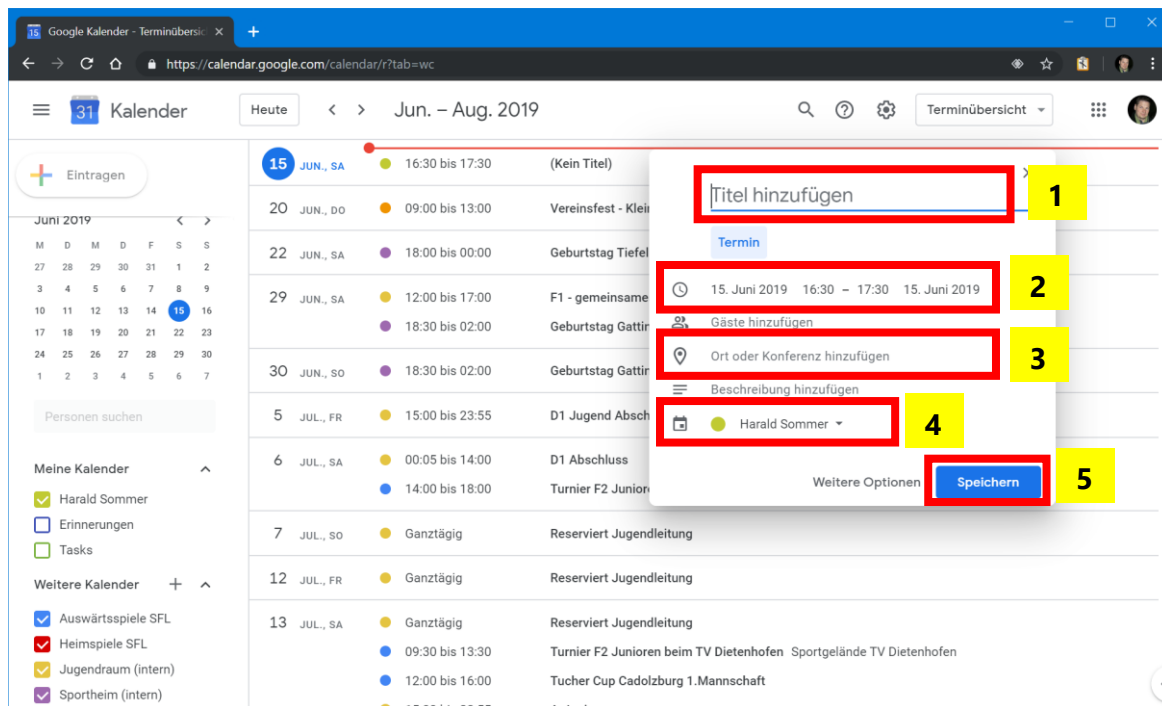 15 Google Kalender - Terminübersic
https://calendar.google.com/calendar/r?tab=wc
31 Kalender Heute Jun. – Aug. 2019 Terminübersicht
Eintragen
Juni 2019
M D M D F S S
27 28 29 30 31 1 2
3 4 5 6 7 8 9
10 11 12 13 14 15 16
17 18 19 20 21 22 23
24 25 26 27 28 29 30
1 2 3 4 5 6 7
Personen suchen
Meine Kalender
Harald Sommer
Erinnerungen
Tasks
Weitere Kalender
Auswärtsspiele SFL
Heimspiele SFL
Jugendraum (intern)
Sportheim (intern)
15 JUN., SA 16:30 bis 17:30 (Kein Titel)
20 JUN., DO 09:00 bis 13:00 Vereinsfest - Klei
22 JUN., SA 18:00 bis 00:00 Geburtstag Tiefel
29 JUN., SA 12:00 bis 17:00 F1 - gemeinsame
18:30 bis 02:00 Geburtstag Gattin
30 JUN., SO 18:30 bis 02:00 Geburtstag Gattin
5 JUL., FR 15:00 bis 23:55 D1 Jugend Absch
6 JUL., SA 00:05 bis 14:00 D1 Abschluss
14:00 bis 18:00 Turnier F2 Junior
7 JUL., SO Ganztägig Reserviert Jugendleitung
12 JUL., FR Ganztägig Reserviert Jugendleitung
13 JUL., SA Ganztägig Reserviert Jugendleitung
09:30 bis 13:30 Turnier F2 Junioren beim TV Dietenhofen Sportgelände TV Dietenhofen
12:00 bis 16:00 Tucher Cup Cadolzburg 1.Mannschaft
Titel hinzufügen 1
Termin
15. Juni 2019 16:30 – 17:30 15. Juni 2019 2
Gäste hinzufügen
Ort oder Konferenz hinzufügen 3
Beschreibung hinzufügen
Harald Sommer 4
Weitere Optionen Speichern 5